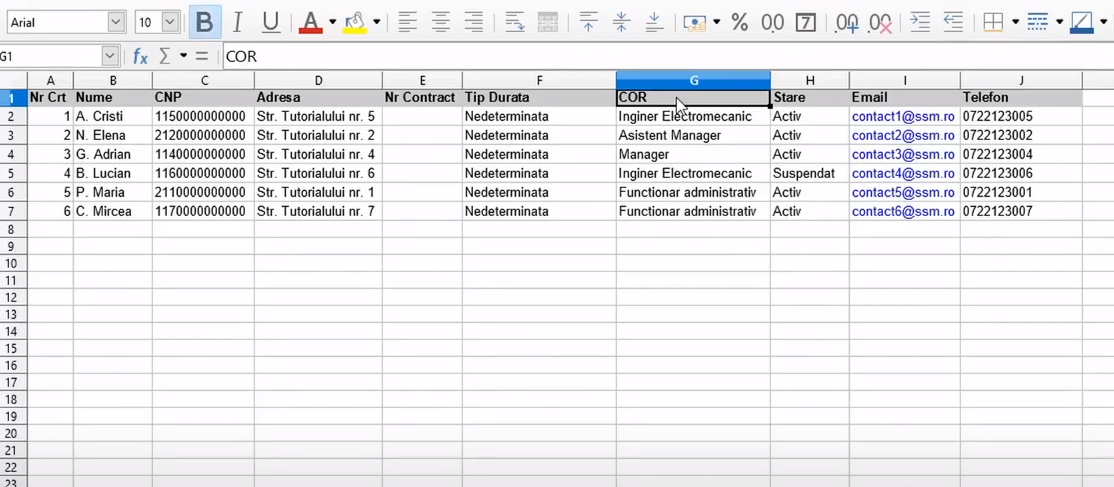 Arial 10 B I U A % 00 7 00 00
G1 fx Σ = COR
A B C D E F G H I J
1 Nr Crt Nume CNP Adresa Nr Contract Tip Durata COR Stare Email Telefon
2 1 A. Cristi 1150000000000 Str. Tutorialului nr. 5 Nedeterminata Inginer Electromecanic Activ contact1@ssm.ro 0722123005
3 2 N. Elena 2120000000000 Str. Tutorialului nr. 2 Nedeterminata Asistent Manager Activ contact2@ssm.ro 0722123002
4 3 G. Adrian 1140000000000 Str. Tutorialului nr. 4 Nedeterminata Manager Activ contact3@ssm.ro 0722123004
5 4 B. Lucian 1160000000000 Str. Tutorialului nr. 6 Nedeterminata Inginer Electromecanic Suspendat contact4@ssm.ro 0722123006
6 5 P. Maria 2110000000000 Str. Tutorialului nr. 1 Nedeterminata Functionar administrativ Activ contact5@ssm.ro 0722123001
7 6 C. Mircea 1170000000000 Str. Tutorialului nr. 7 Nedeterminata Functionar administrativ Activ contact6@ssm.ro 0722123007
8
9
10
11
12
13
14
15
16
17
18
19
20
21
22
23